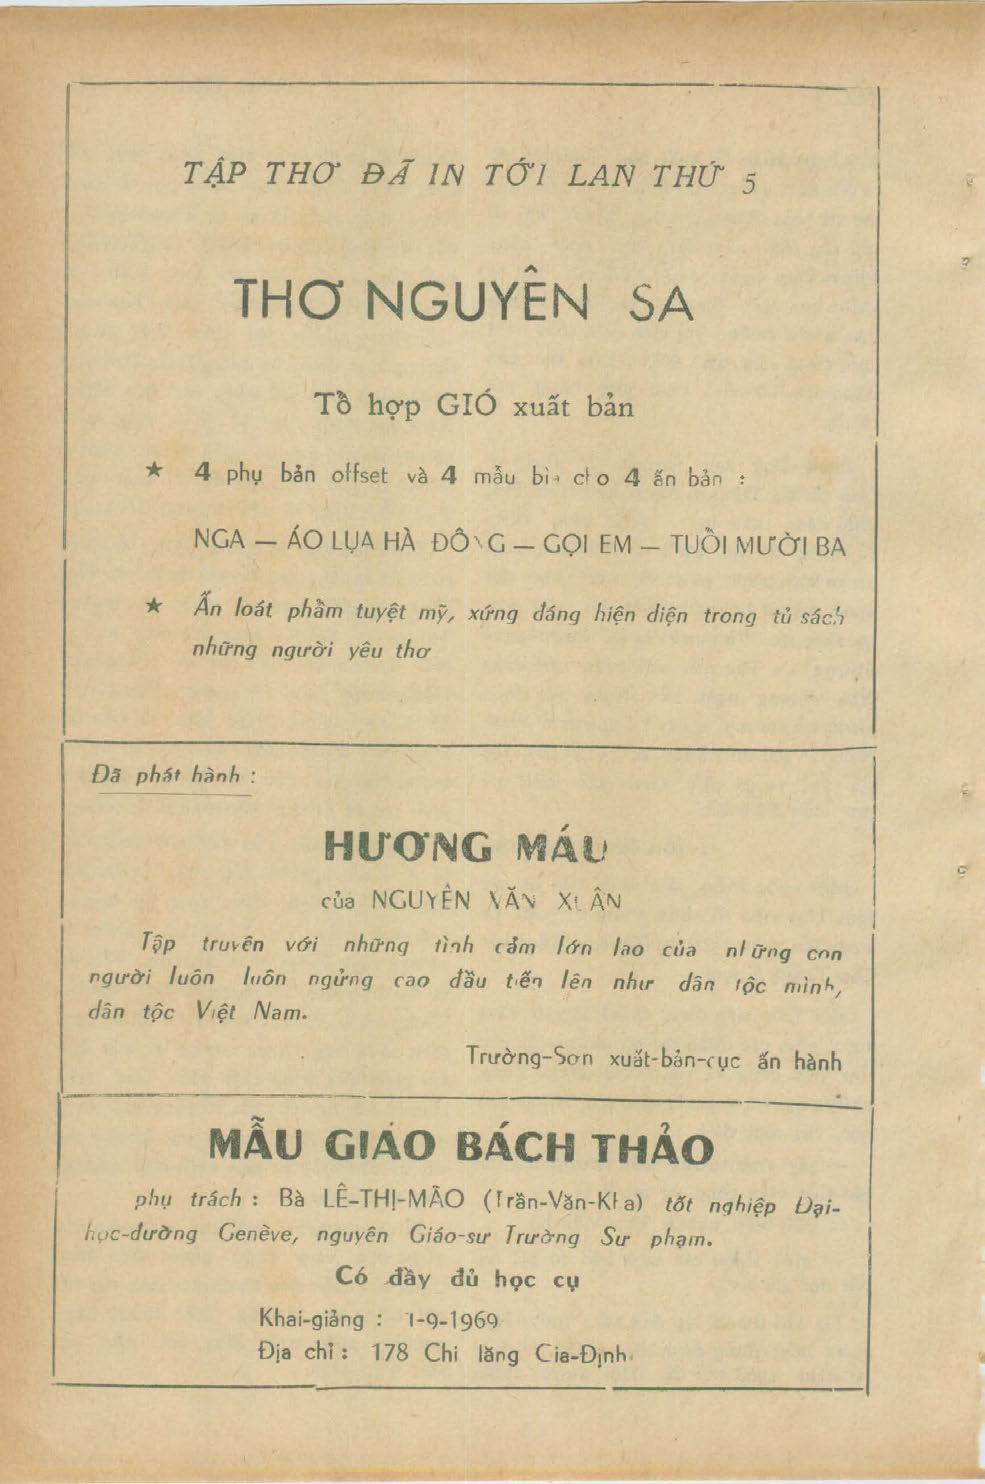 TẬP THƠ ĐÃ IN TỚI LAN THỨ 5
THƠ NGUYÊN SA
Tổ hợp GIÓ xuất bản
★ 4 phụ bản offset và 4 mẫu bìa cho 4 ấn bản :
NGA — ÁO LỤA HÀ ĐÔNG — GỌI EM — TUỔI MƯỜI BA
★ Ấn loát phẩm tuyệt mỹ, xứng đáng hiện diện trong tủ sách
những người yêu thơ
Đã phát hành :
HƯƠNG MÁU
của NGUYÊN VĂN XUÂN
Tập truyên với những tình cảm lớn lao của những con
người luôn luôn ngửng cao đầu tiến lên như dân tộc mình,
dân tộc Việt Nam.
Trường-Sơn xuất-bản-cục ấn hành
MẪU GIÁO BÁCH THẢO
phụ trách : Bà LÊ-THỊ-MÃO (Trần-Văn-Kha) tốt nghiệp Đại-
học-đường Genève, nguyên Giáo-sư Trường Sư phạm.
Có đầy đủ học cụ
Khai-giảng : 1-9-1969
Địa chỉ : 178 Chi lăng Gia-Định